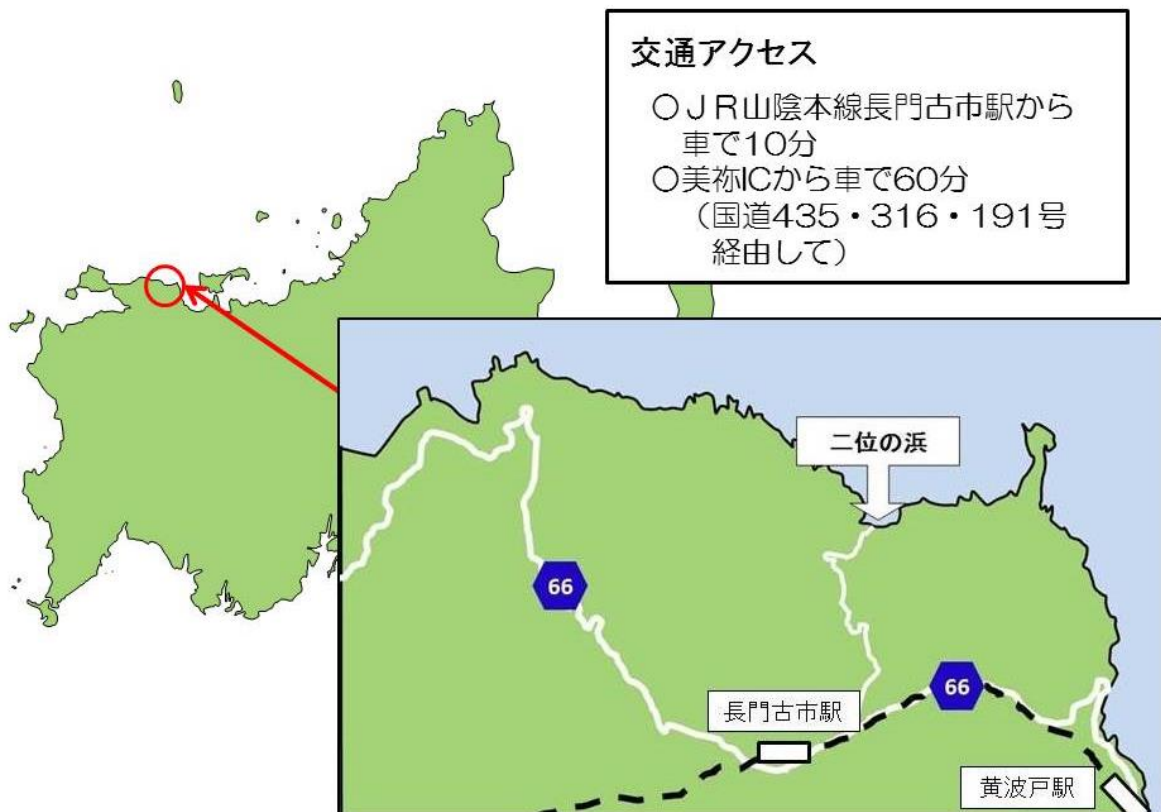 交通アクセス
○ＪＲ山陰本線長門古市駅から
車で10分
○美祢ICから車で60分
（国道435・316・191号
経由して）
二位の浜
66
66
長門古市駅
黄波戸駅